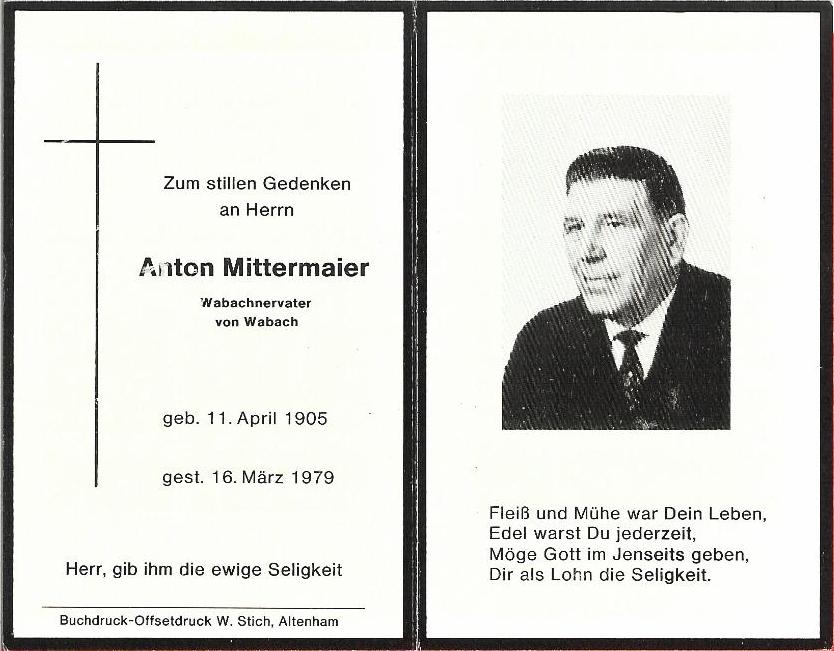 Zum stillen Gedenken
an Herrn
Anton Mittermaier
Wabachnervater
von Wabach
geb. 11. April 1905
gest. 16. März 1979
Herr, gib ihm die ewige Seligkeit
Buchdruck-Offsetdruck W. Stich, Altenham
Fleiß und Mühe war Dein Leben,
Edel warst Du jederzeit,
Möge Gott im Jenseits geben,
Dir als Lohn die Seligkeit.